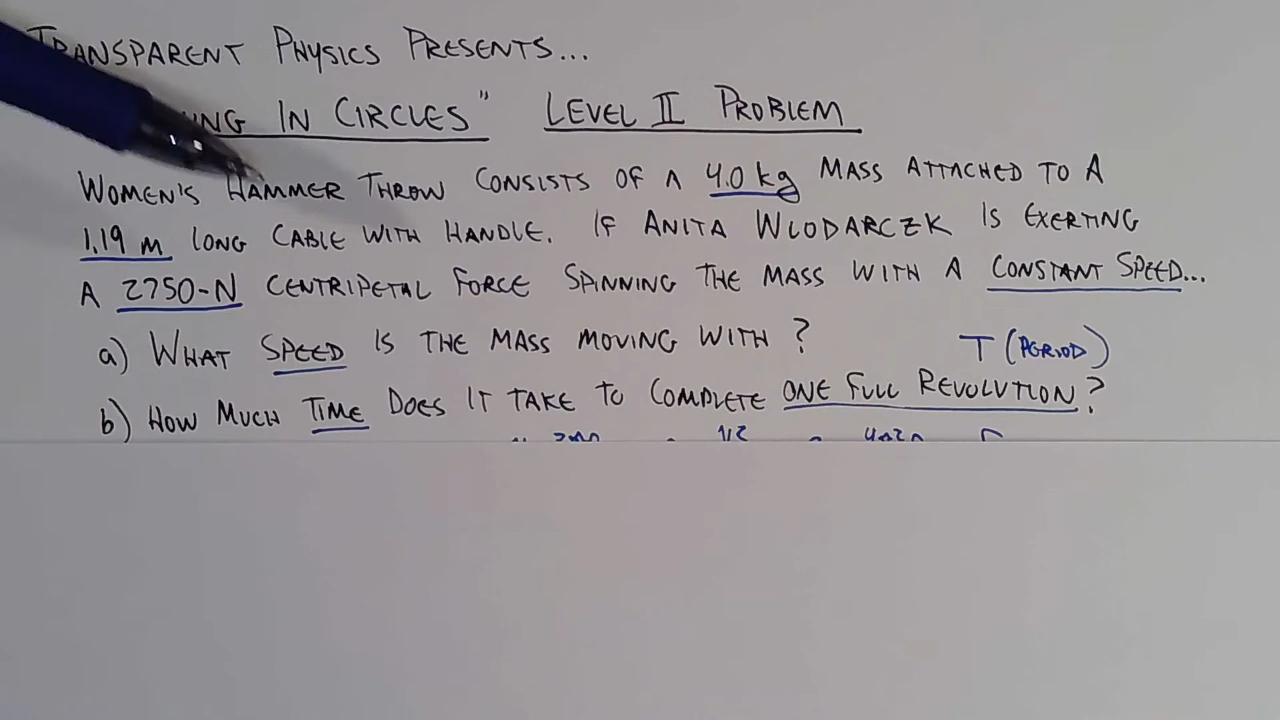 TRANSPARENT PHYSICS PRESENTS...
IN CIRCLES" LEVEL II PROBLEM
WOMEN'S HAMMER THROW CONSISTS OF A 4.0 kg MASS ATTACHED TO A
1.19 m LONG CABLE WITH HANDLE. IF ANITA WLODARCZEK IS EXERTING
A 2750-N CENTRIPETAL FORCE SPINNING THE MASS WITH A CONSTANT SPEED...
a) WHAT SPEED IS THE MASS MOVING WITH?
T (PERIOD)
b) HOW MUCH TIME DOES IT TAKE TO COMPLETE ONE FULL REVOLUTION?